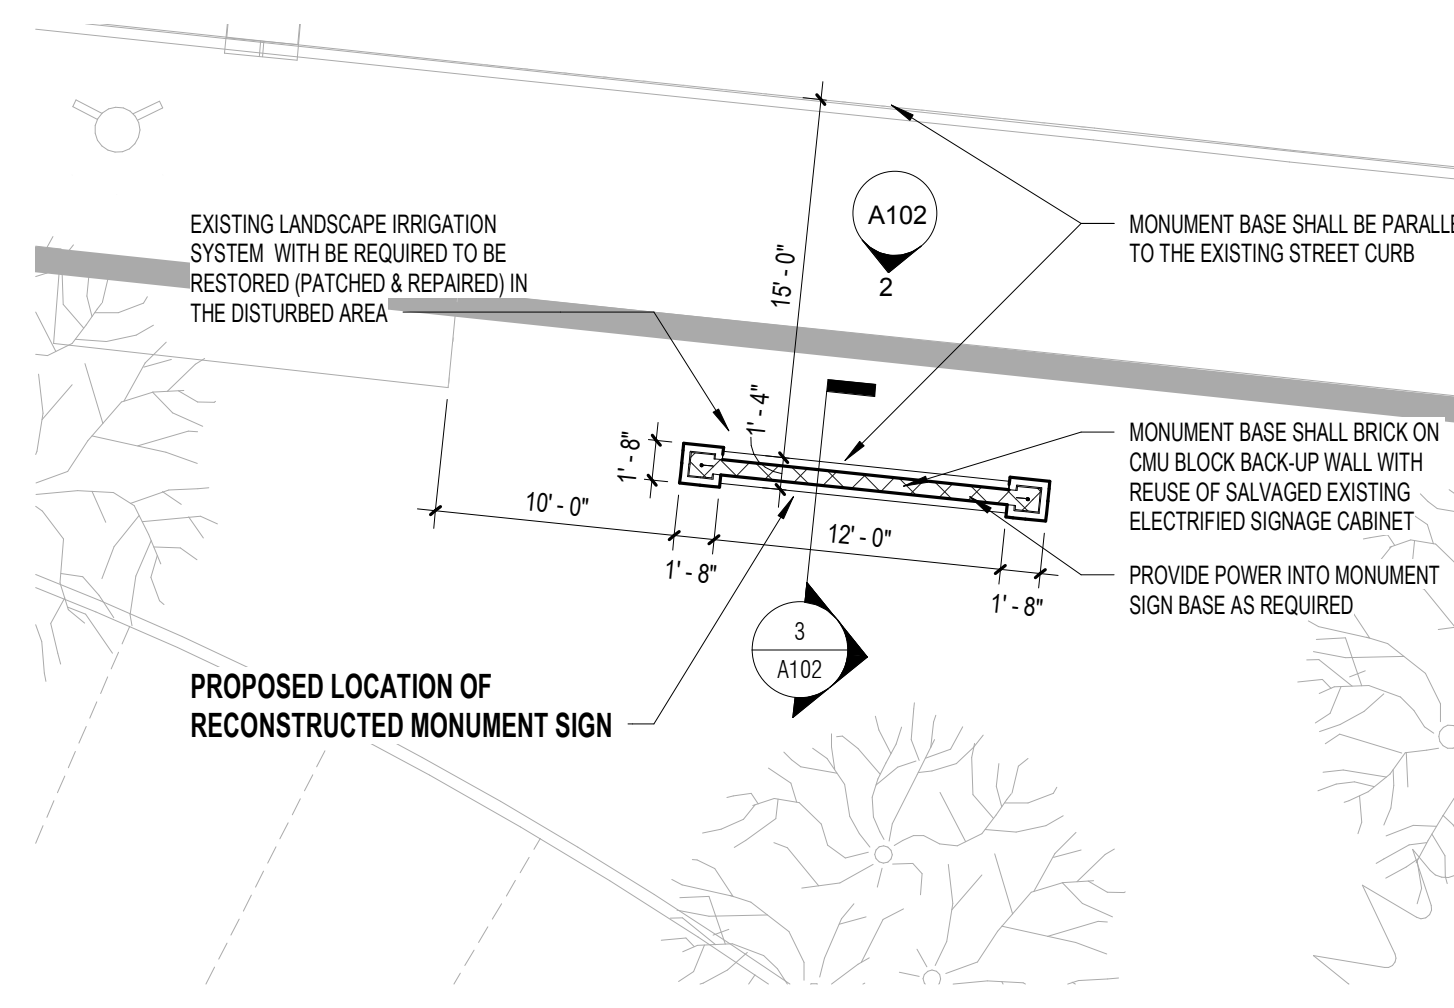 A102
2
15' - 0"
EXISTING LANDSCAPE IRRIGATION
SYSTEM WITH BE REQUIRED TO BE
RESTORED (PATCHED & REPAIRED) IN
THE DISTURBED AREA
MONUMENT BASE SHALL BE PARALLE
TO THE EXISTING STREET CURB
1' - 4"
1' - 8"
10' - 0"
12' - 0"
1' - 8"
1' - 8"
MONUMENT BASE SHALL BRICK ON
CMU BLOCK BACK-UP WALL WITH
REUSE OF SALVAGED EXISTING
ELECTRIFIED SIGNAGE CABINET
PROVIDE POWER INTO MONUMENT
SIGN BASE AS REQUIRED
3
A102
PROPOSED LOCATION OF
RECONSTRUCTED MONUMENT SIGN